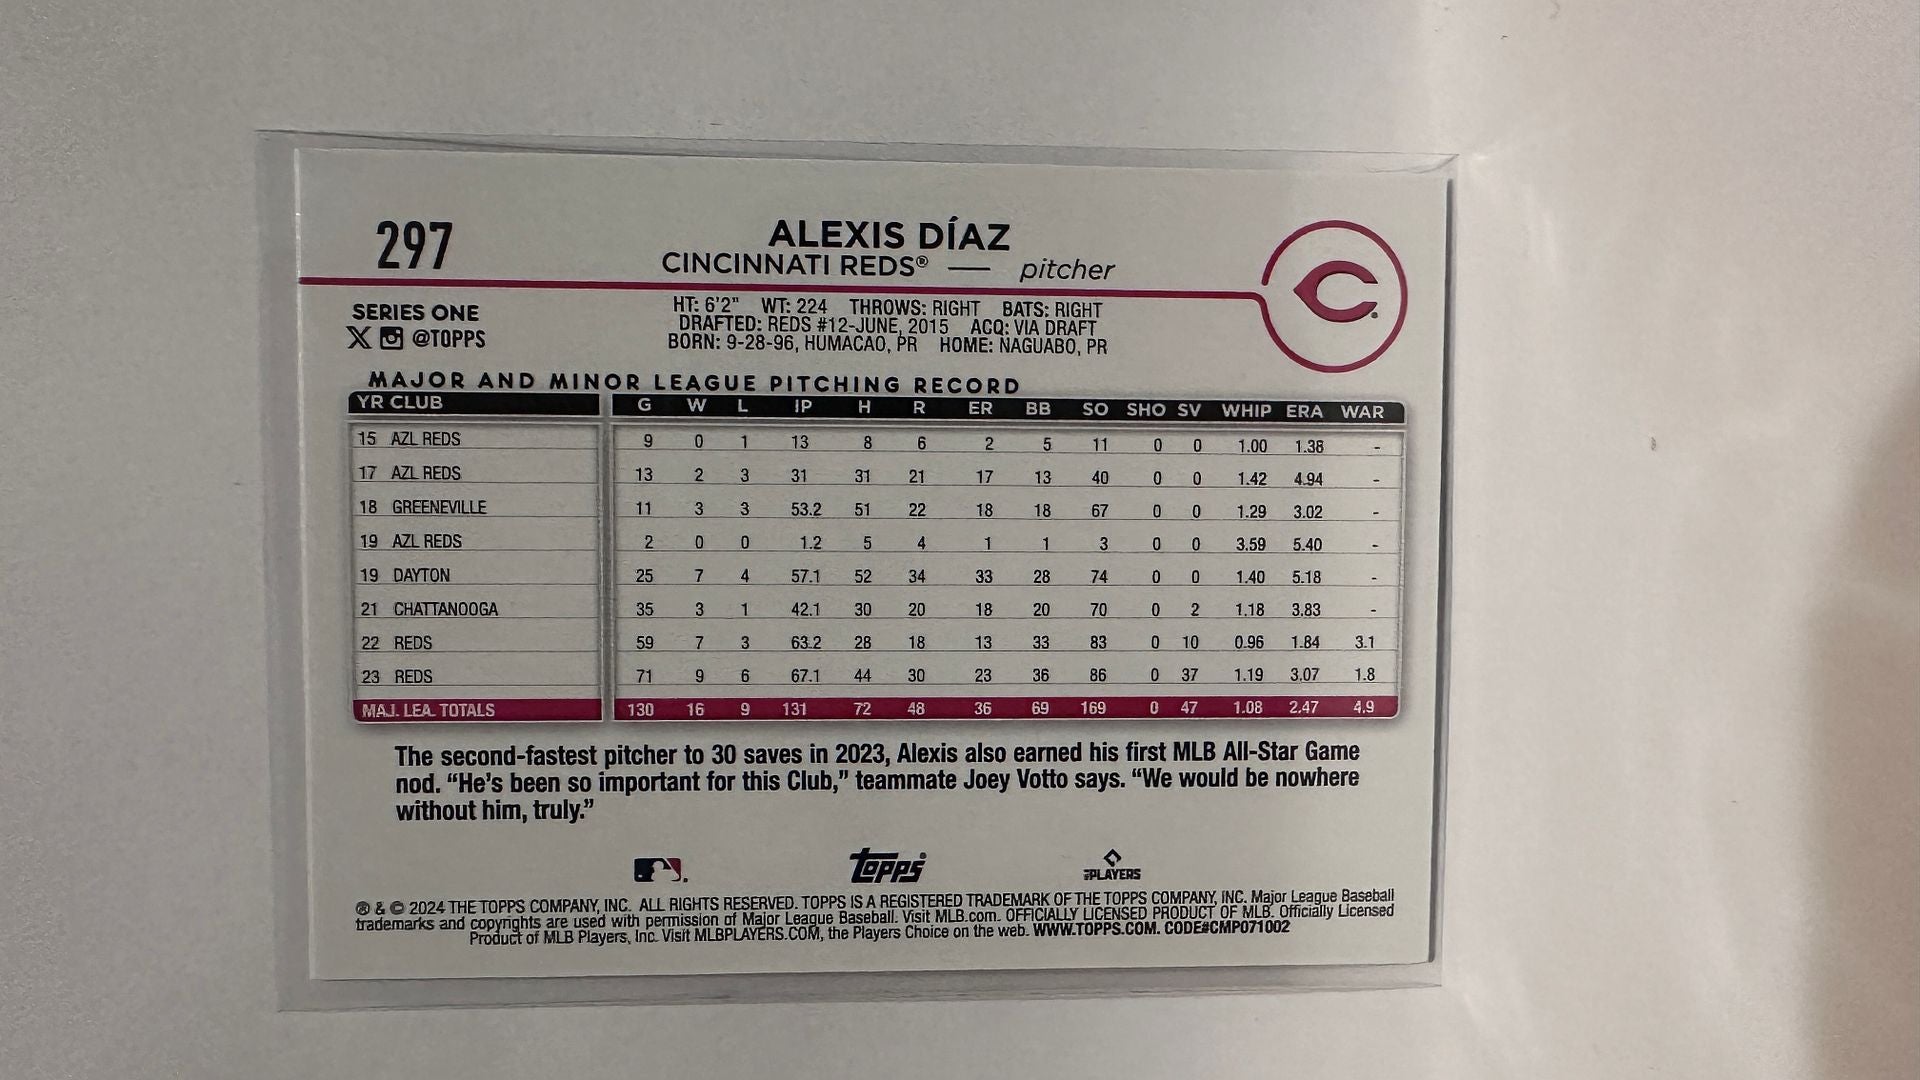 297
ALEXIS DÍAZ
CINCINNATI REDS® — pitcher
C
SERIES ONE
@TOPPS
HT: 6'2" WT: 224 THROWS: RIGHT BATS: RIGHT
DRAFTED: REDS #12-JUNE, 2015 ACQ: VIA DRAFT
BORN: 9-28-96, HUMACAO, PR HOME: NAGUABO, PR
MAJOR AND MINOR LEAGUE PITCHING RECORD
YR CLUB G W L IP H R ER BB SO SHO SV WHIP ERA WAR
15 AZL REDS 9 0 1 13 8 6 2 5 11 0 0 1.00 1.38 -
17 AZL REDS 13 2 3 31 31 21 17 13 40 0 0 1.42 4.94 -
18 GREENEVILLE 11 3 3 53.2 51 22 18 18 67 0 0 1.29 3.02 -
19 AZL REDS 2 0 0 1.2 5 4 1 1 3 0 0 3.59 5.40 -
19 DAYTON 25 7 4 57.1 52 34 33 28 74 0 0 1.40 5.18 -
21 CHATTANOOGA 35 3 1 42.1 30 20 18 20 70 0 2 1.18 3.83 -
22 REDS 59 7 3 63.2 28 18 13 33 83 0 10 0.96 1.84 3.1
23 REDS 71 9 6 67.1 44 30 23 36 86 0 37 1.19 3.07 1.8
MAJ. LEA. TOTALS 130 16 9 131 72 48 36 69 169 0 47 1.08 2.47 4.9
The second-fastest pitcher to 30 saves in 2023, Alexis also earned his first MLB All-Star Game
nod. “He's been so important for this Club,” teammate Joey Votto says. “We would be nowhere
without him, truly.”
Topps
PLAYERS
® & © 2024 THE TOPPS COMPANY, INC. ALL RIGHTS RESERVED. TOPPS IS A REGISTERED TRADEMARK OF THE TOPPS COMPANY, INC. Major League Baseball
trademarks and copyrights are used with permission of Major League Baseball. Visit MLB.com. OFFICIALLY LICENSED PRODUCT OF MLB. Officially Licensed
Product of MLB Players, Inc. Visit MLBPLAYERS.COM, the Players Choice on the web. WWW.TOPPS.COM. CODE#CMP071002